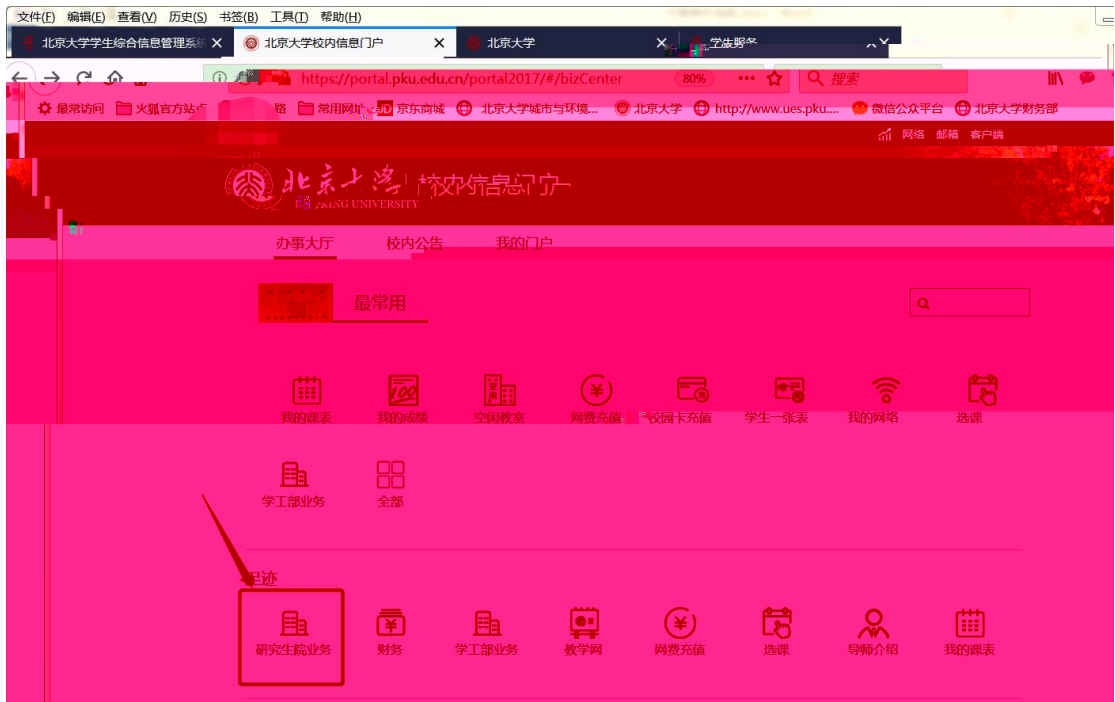 文件(F) 编辑(E) 查看(V) 历史(S) 书签(B) 工具(T) 帮助(H)
北京大学学生综合信息管理系统 北京大学校内信息门户 北京大学
https://portal.pku.edu.cn/portal2017/#/bizCenter 80% 搜索
最常访问 火狐官方站点 常用网址 JD 京东商城 北京大学城市与环境... 北京大学 http://www.ues.pku.... 微信公众平台 北京大学财务部
网络 邮箱 客户端
北京大学 校内信息门户
UNIVERSITY
办事大厅 校内公告 我的门户
最常用
100
我的课表 我的成绩 空闲教室 网费充值 校园卡充值 学生一张表 我的网络 选课
学工部业务 全部
足迹
研究生院业务 财务 学工部业务 教学网 网费充值 选课 导师介绍 我的课表